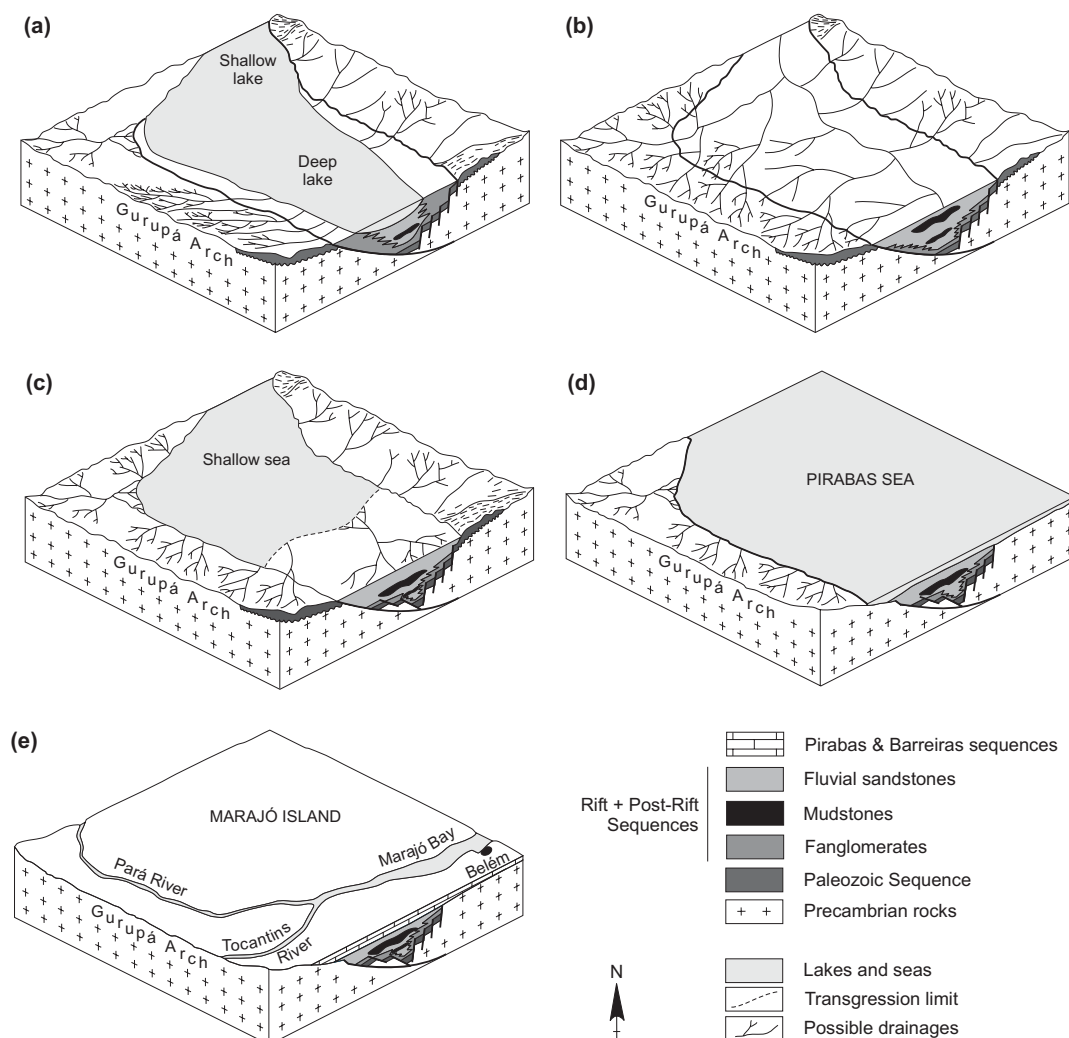 (a)
Shallow
lake
Deep
lake
Gurupá Arch
(b)
Gurupá Arch
(c)
Shallow sea
Gurupá Arch
(d)
PIRABAS SEA
Gurupá Arch
(e)
MARAJÓ ISLAND
Marajó Bay
Belém
Pará River
Tocantins
River
Gurupá Arch
Pirabas & Barreiras sequences
Rift + Post-Rift
Sequences
Fluvial sandstones
Mudstones
Fanglomerates
Paleozoic Sequence
Precambrian rocks
N
Lakes and seas
Transgression limit
Possible drainages